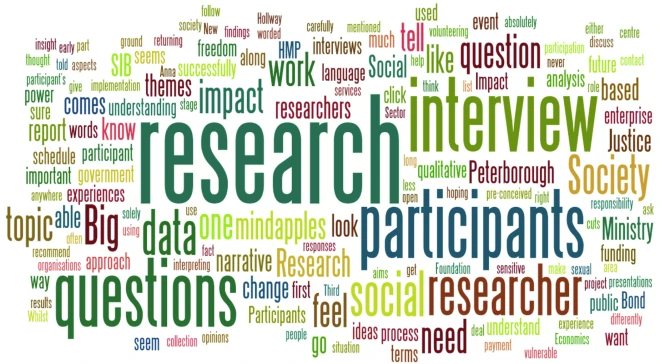 follow
used
society New findings Hollway worded carefully mentioned event absolutely either centre
insight early part ground returning freedom along HMP interviews much tell volunteering participation discuss
thought told aspects SIB seems work language Social help like question never future contact
participant's give implementation Anna successfully services think list Impact analysis role based
power sure comes understanding stage themes impact researchers click Sector interview enterprise
report words know research long qualitative Peterborough Justice
schedule participant less open hoping pre-conceived right Society
important government
anywhere experiences participants responsibility ask
topic able Big solely using use data one mindapples look cuts Ministry
recommend often fact responses funding
organisations approach interpreting narrative Research aims get Foundation sensitive make sexual area
way questions change first Third social researcher project presentations
results Participants feel public Bond
Whilst ideas process need deal understand experience differently
seem collection opinions people go situation terms payment vulnerable Economics want